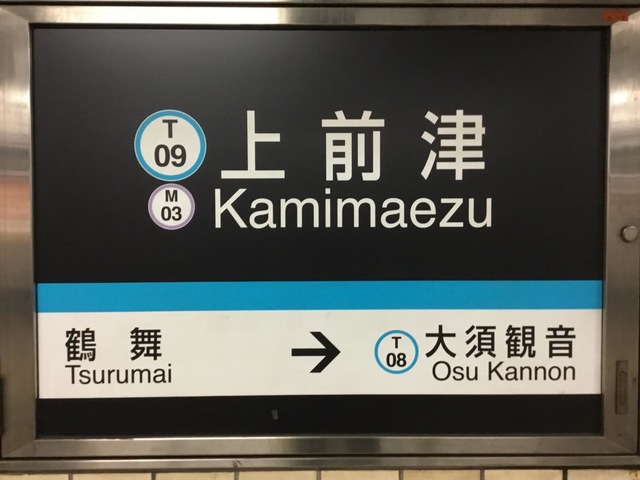 T 09
上前津
M 03
Kamimaezu
鶴舞
Tsurumai
→
T 08
大須観音
Osu Kannon